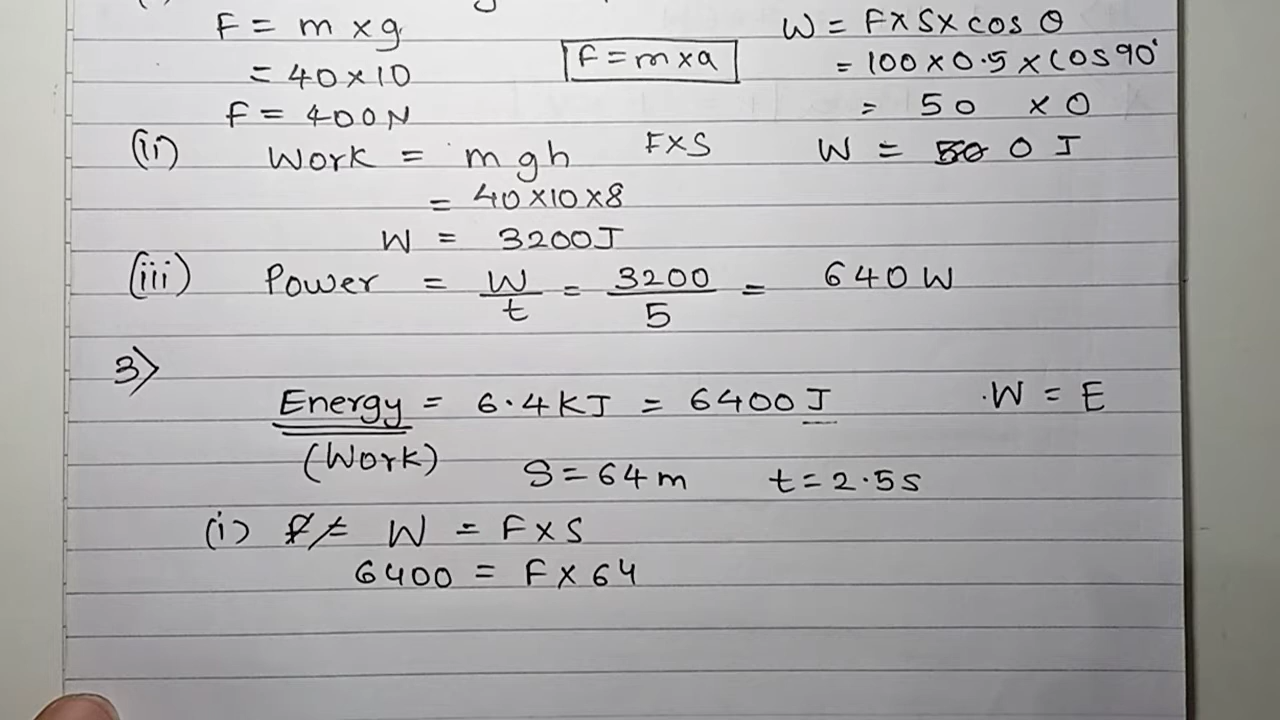 F = m x g
= 40 x 10
F = 400N
F = m x a
W = F x S x cos θ
= 100 x 0.5 x cos 90°
= 50 x 0
W = 0 J
(ii) Work = mgh F x S
= 40 x 10 x 8
W = 3200J
(iii) Power = W/t = 3200/5 = 640 W
3)
Energy = 6.4 KJ = 6400 J W = E
(Work) S = 64 m t = 2.5 s
(i) W = F x S
6400 = F x 64